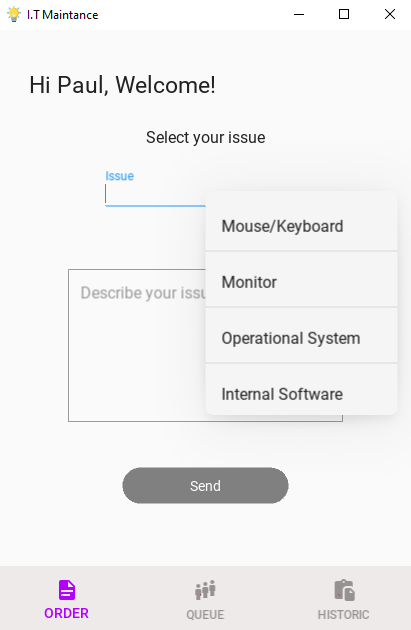 I.T Maintance
Hi Paul, Welcome!
Select your issue
Issue
Mouse/Keyboard
Monitor
Describe your
Operational System
Internal Software
Send
ORDER
QUEUE
HISTORIC